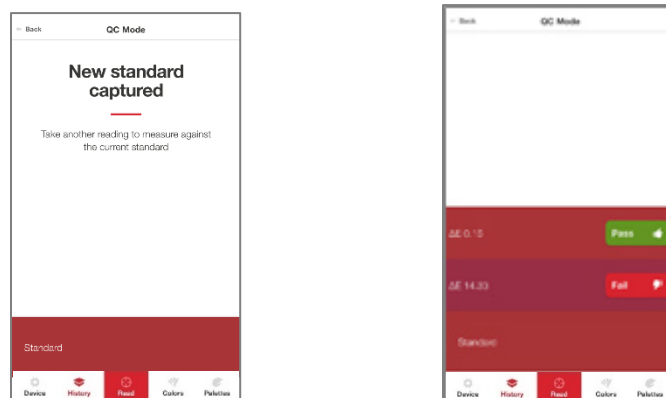 Back
QC Mode
New standard
captured
Take another reading to measure against
the current standard
Standard
Device History Read Colors Palettes
Back
QC Mode
ΔE 0.15
Pass
ΔE 14.33
Fail
Standard
Device History Read Colors Palettes